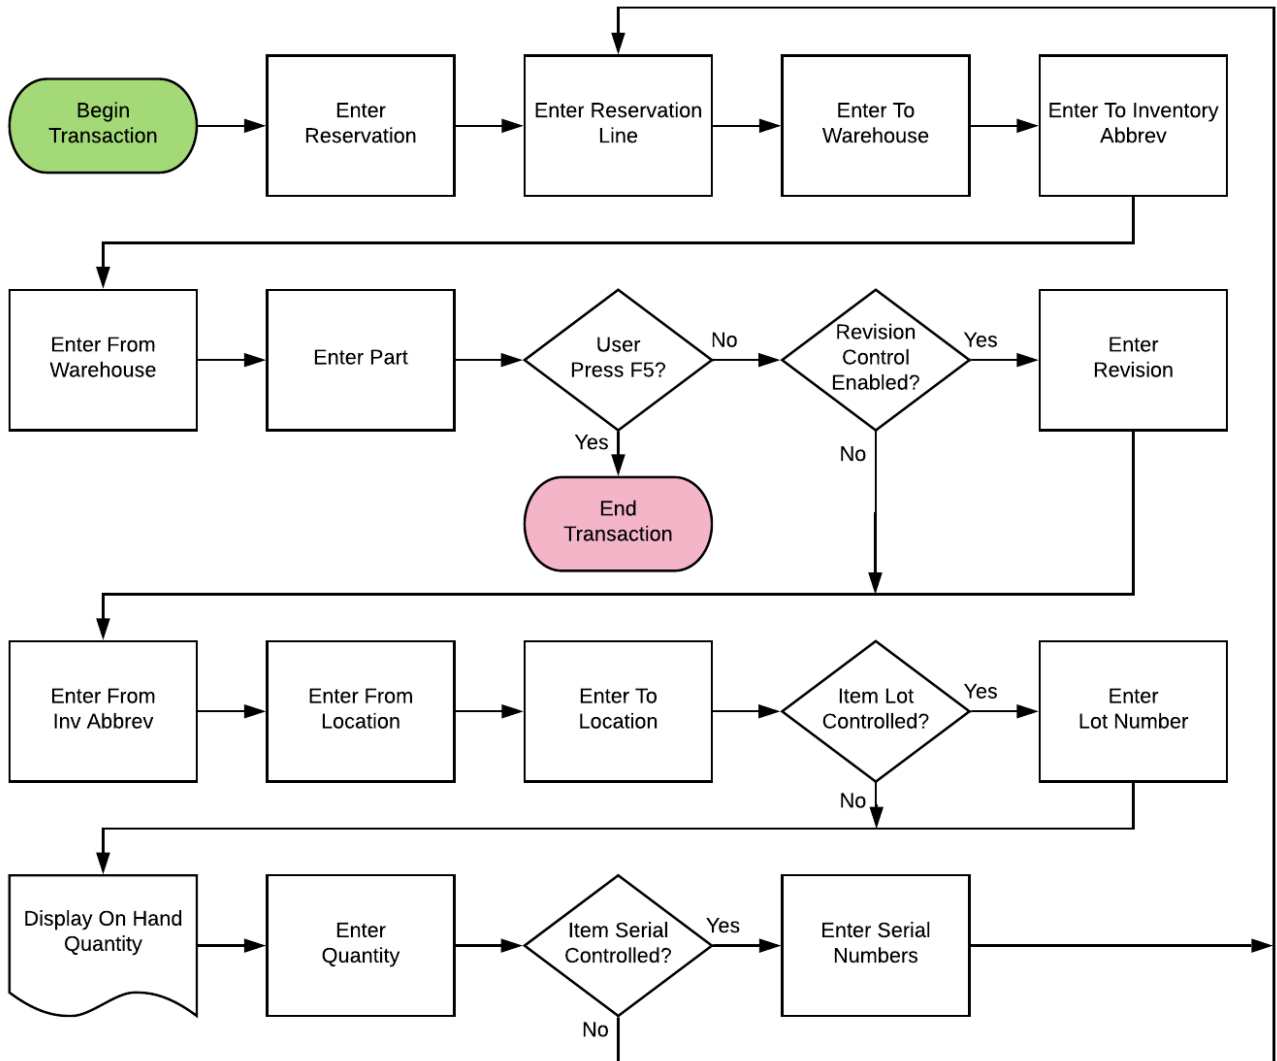 Begin
Transaction
Enter
Reservation
Enter Reservation
Line
Enter To
Warehouse
Enter To Inventory
Abbrev
Enter From
Warehouse
Enter Part
User
Press F5?
No
Yes
Revision
Control
Enabled?
Yes
No
Enter
Revision
End
Transaction
Enter From
Inv Abbrev
Enter From
Location
Enter To
Location
Item Lot
Controlled?
Yes
No
Enter
Lot Number
Display On Hand
Quantity
Enter
Quantity
Item Serial
Controlled?
Yes
No
Enter Serial
Numbers